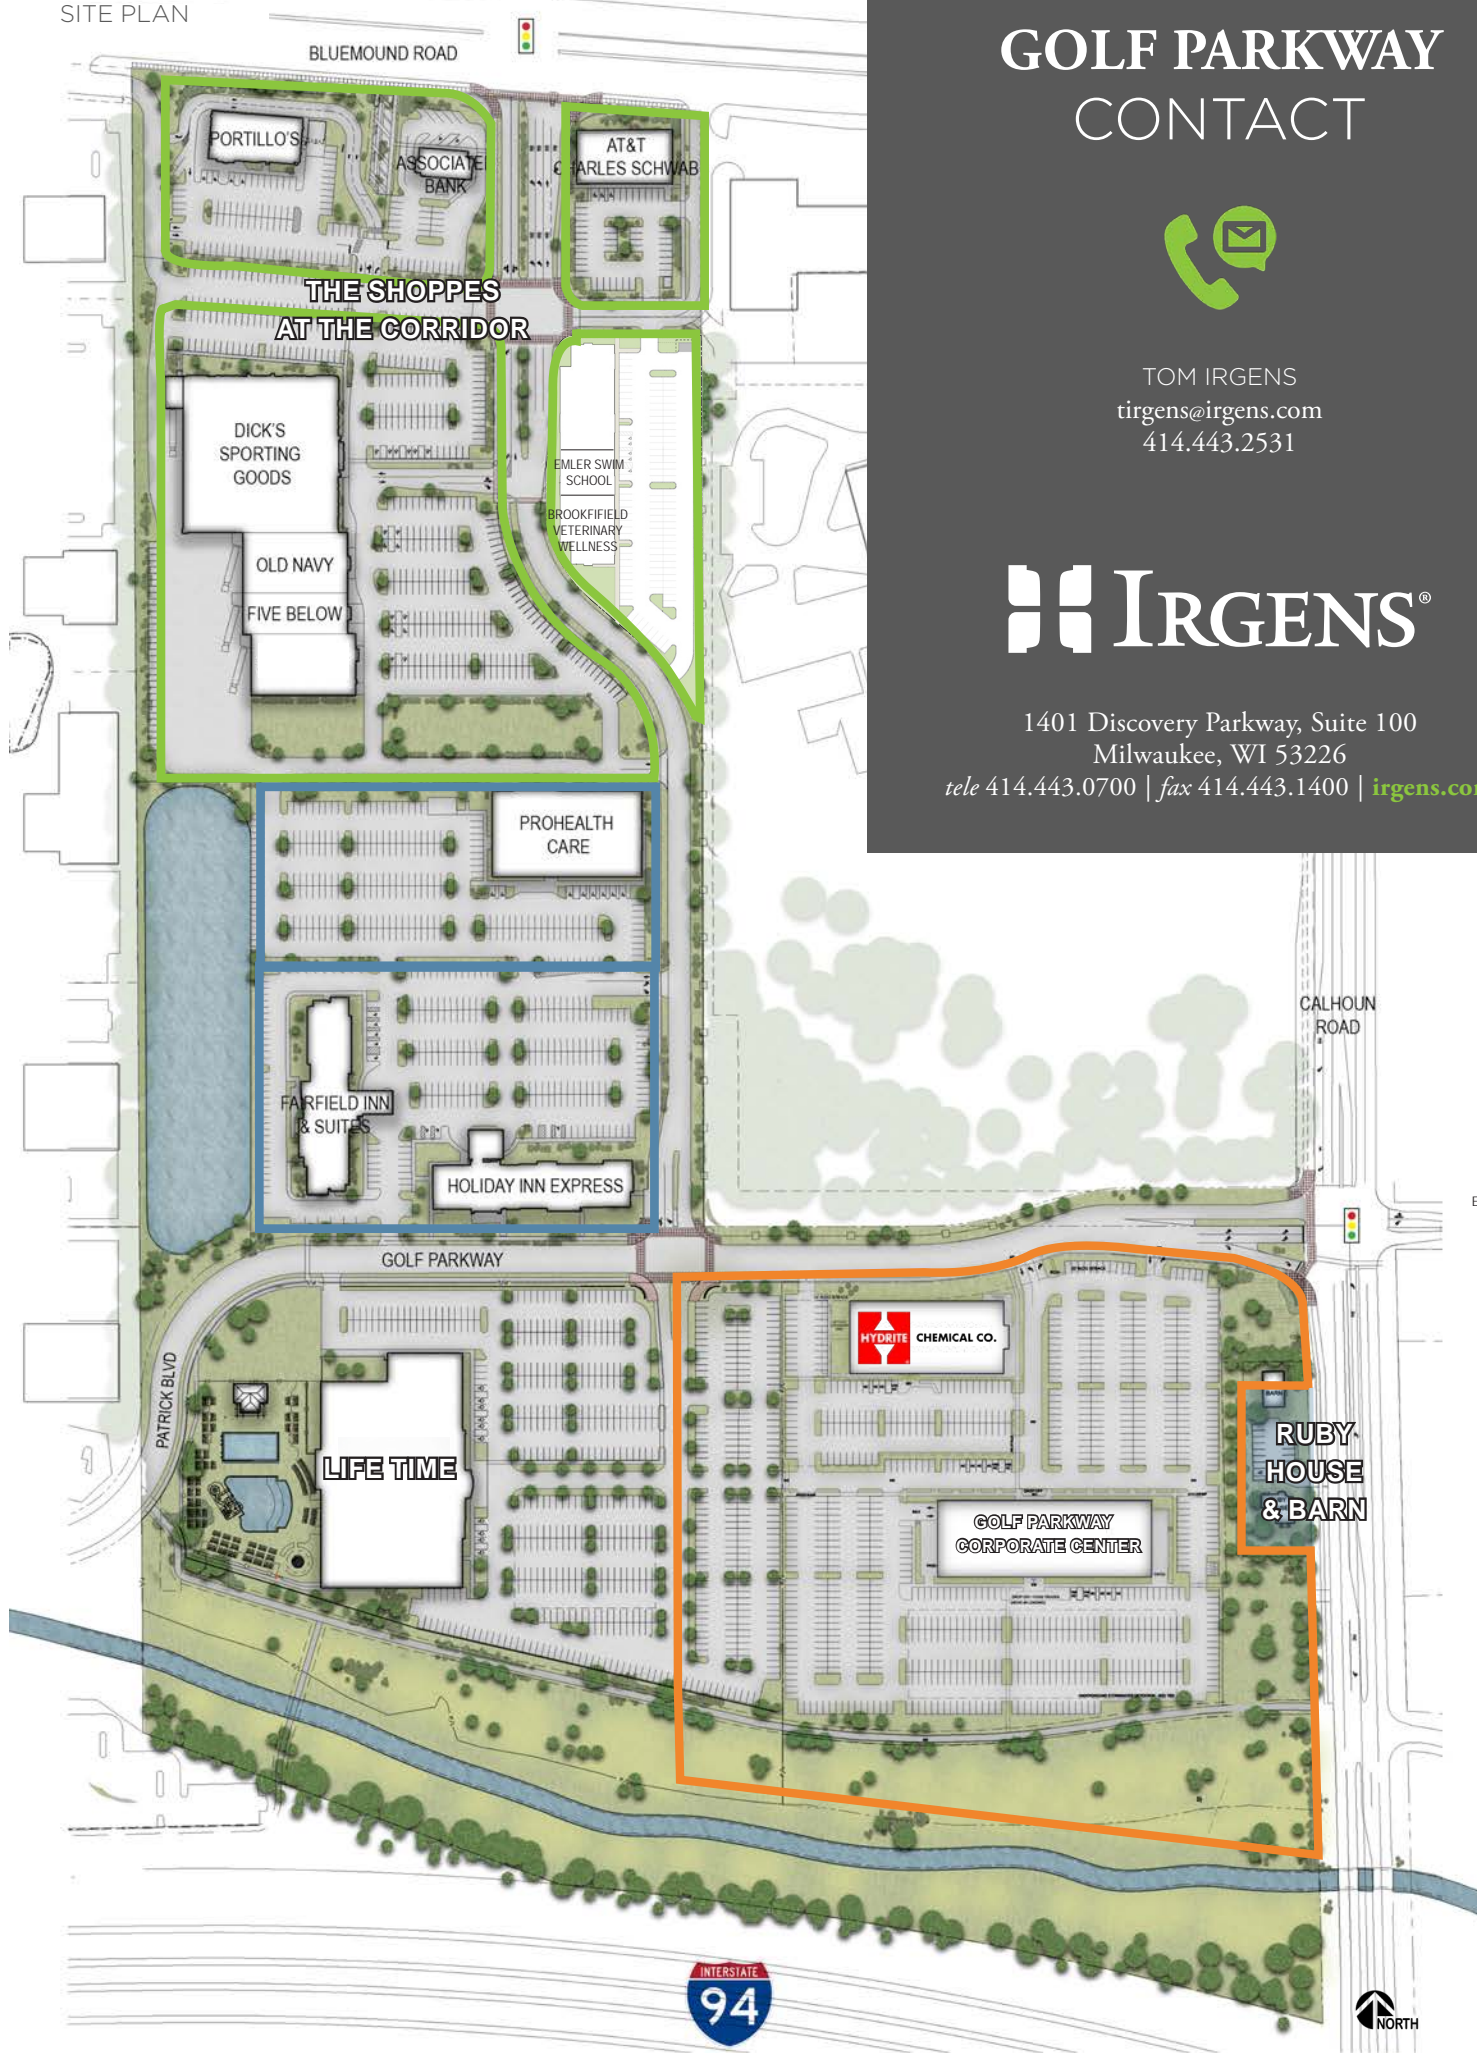 SITE PLAN
BLUEMOUND ROAD
PORTILLO'S
ASSOCIATED
BANK
AT&T
CHARLES SCHWAB
THE SHOPPES
AT THE CORRIDOR
DICK'S
SPORTING
GOODS
OLD NAVY
FIVE BELOW
EMLER SWIM
SCHOOL
BROOKFIFIELD
VETERINARY
WELLNESS
GOLF PARKWAY
CONTACT
TOM IRGENS
tirgens@irgens.com
414.443.2531
IRGENS®
1401 Discovery Parkway, Suite 100
Milwaukee, WI 53226
tele 414.443.0700 | fax 414.443.1400 | irgens.com
PROHEALTH
CARE
CALHOUN
ROAD
FAIRFIELD INN
& SUITES
HOLIDAY INN EXPRESS
GOLF PARKWAY
PATRICK BLVD
LIFE TIME
HYDRITE
CHEMICAL CO.
BARN
RUBY
HOUSE
& BARN
GOLF PARKWAY
CORPORATE CENTER
INTERSTATE
94
NORTH